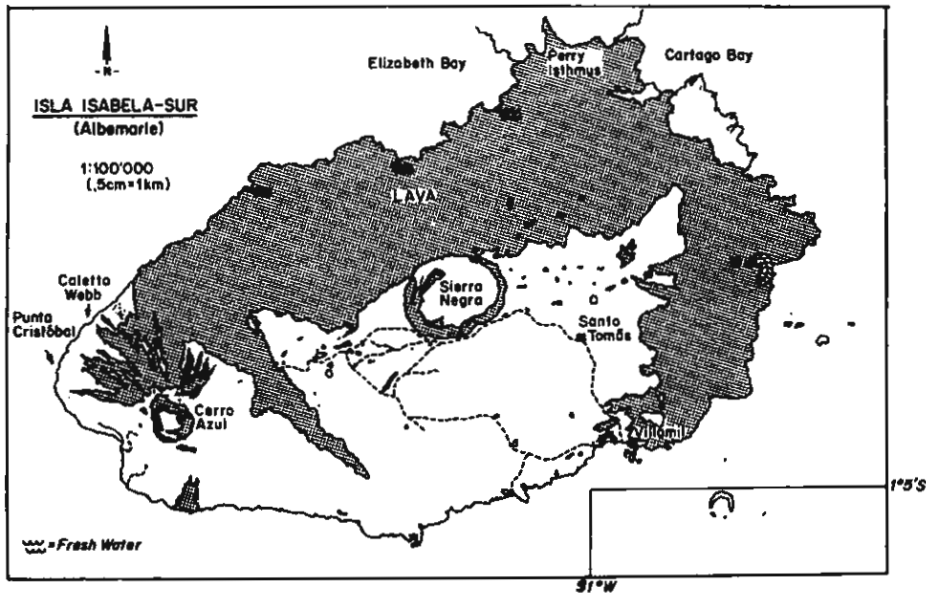 -N-
ISLA ISABELA-SUR
(Albemarle)
1:100'000
(,5cm=1km)
Elizabeth Bay
Perry
Isthmus
Cartago Bay
LAVA
Caletto
Webb
Punta
Cristóbal
Sierra
Negra
Santo
Tomás
Cerro
Azul
Villamil
1°5'S
=Fresh Water
91°W